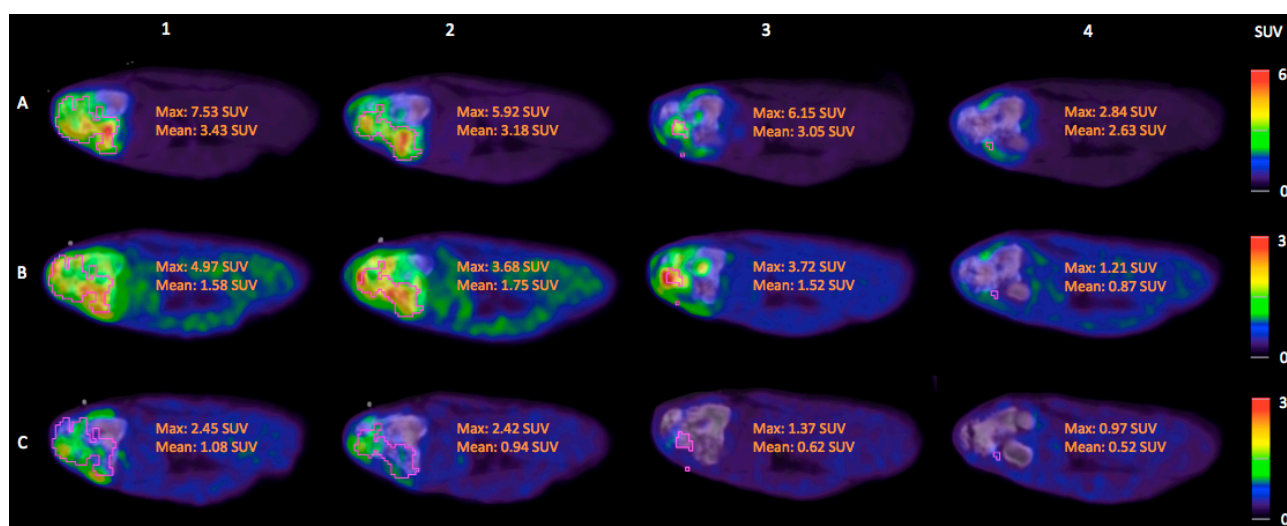 1 2 3 4 SUV
A
Max: 7.53 SUV
Mean: 3.43 SUV
Max: 5.92 SUV
Mean: 3.18 SUV
Max: 6.15 SUV
Mean: 3.05 SUV
Max: 2.84 SUV
Mean: 2.63 SUV
6
0
B
Max: 4.97 SUV
Mean: 1.58 SUV
Max: 3.68 SUV
Mean: 1.75 SUV
Max: 3.72 SUV
Mean: 1.52 SUV
Max: 1.21 SUV
Mean: 0.87 SUV
3
0
C
Max: 2.45 SUV
Mean: 1.08 SUV
Max: 2.42 SUV
Mean: 0.94 SUV
Max: 1.37 SUV
Mean: 0.62 SUV
Max: 0.97 SUV
Mean: 0.52 SUV
3
0